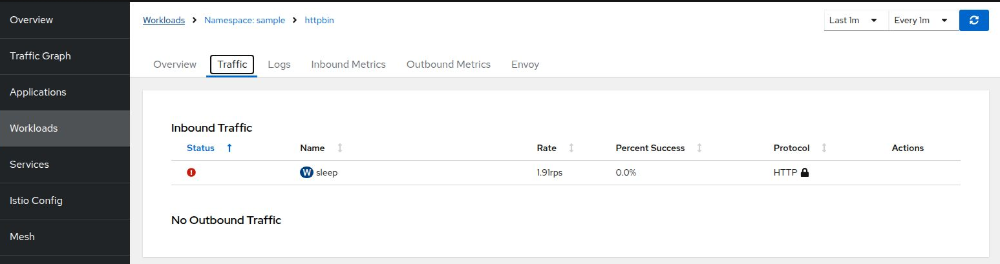 Overview
Traffic Graph
Applications
Workloads
Services
Istio Config
Mesh
Workloads Namespace: sample httpbin
Last 1m Every 1m
Overview Traffic Logs Inbound Metrics Outbound Metrics Envoy
Inbound Traffic
Status Name Rate Percent Success Protocol Actions
W sleep 1.91rps 0.0% HTTP
No Outbound Traffic